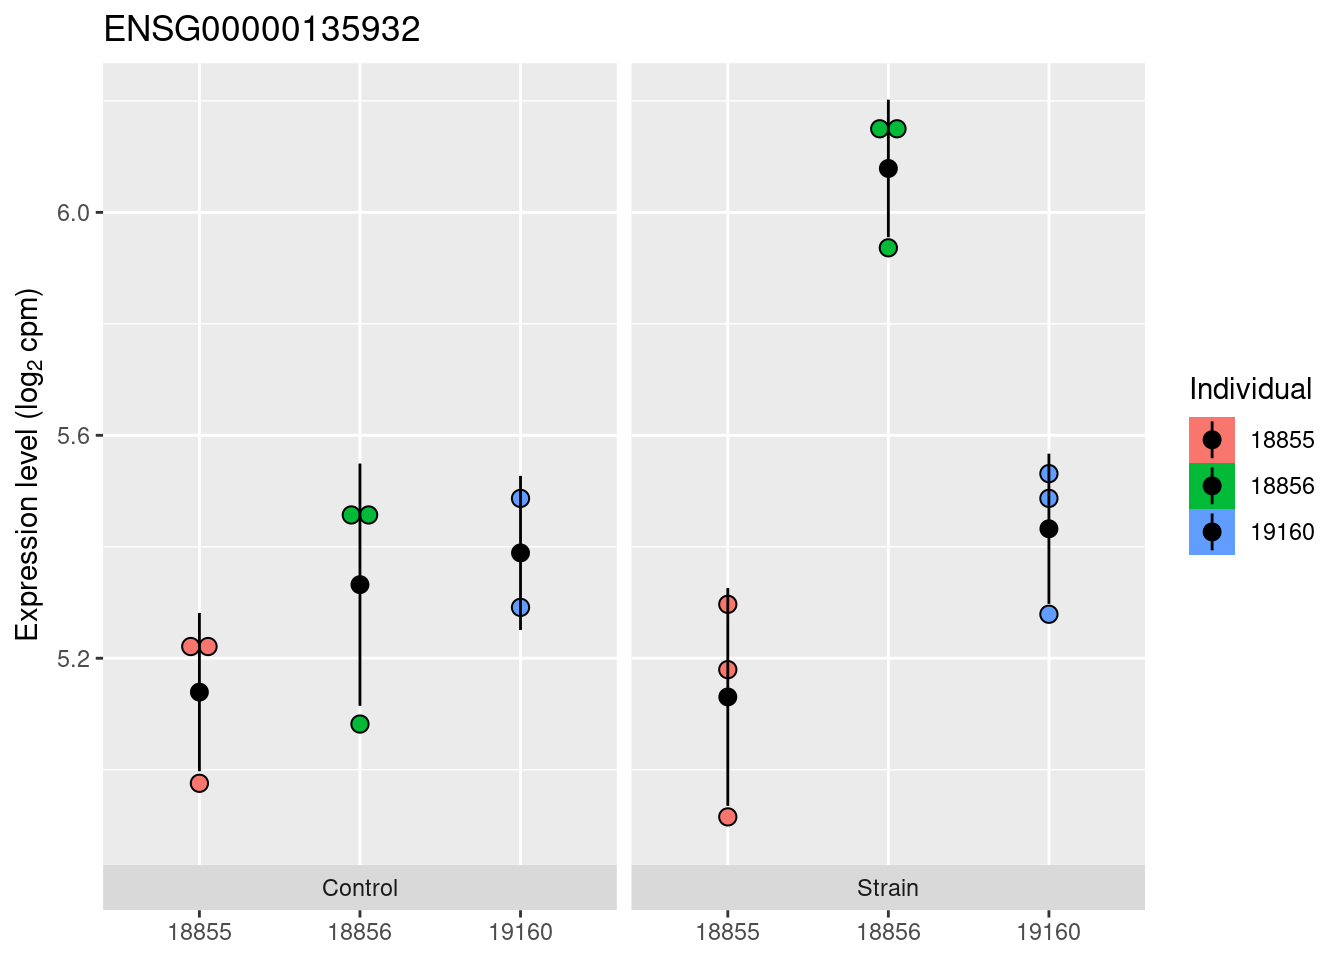 ENSG00000135932
Expression level (log₂ cpm)
6.0
5.6
5.2
Control
Strain
18855
18856
19160
18855
18856
19160
Individual
18855
18856
19160